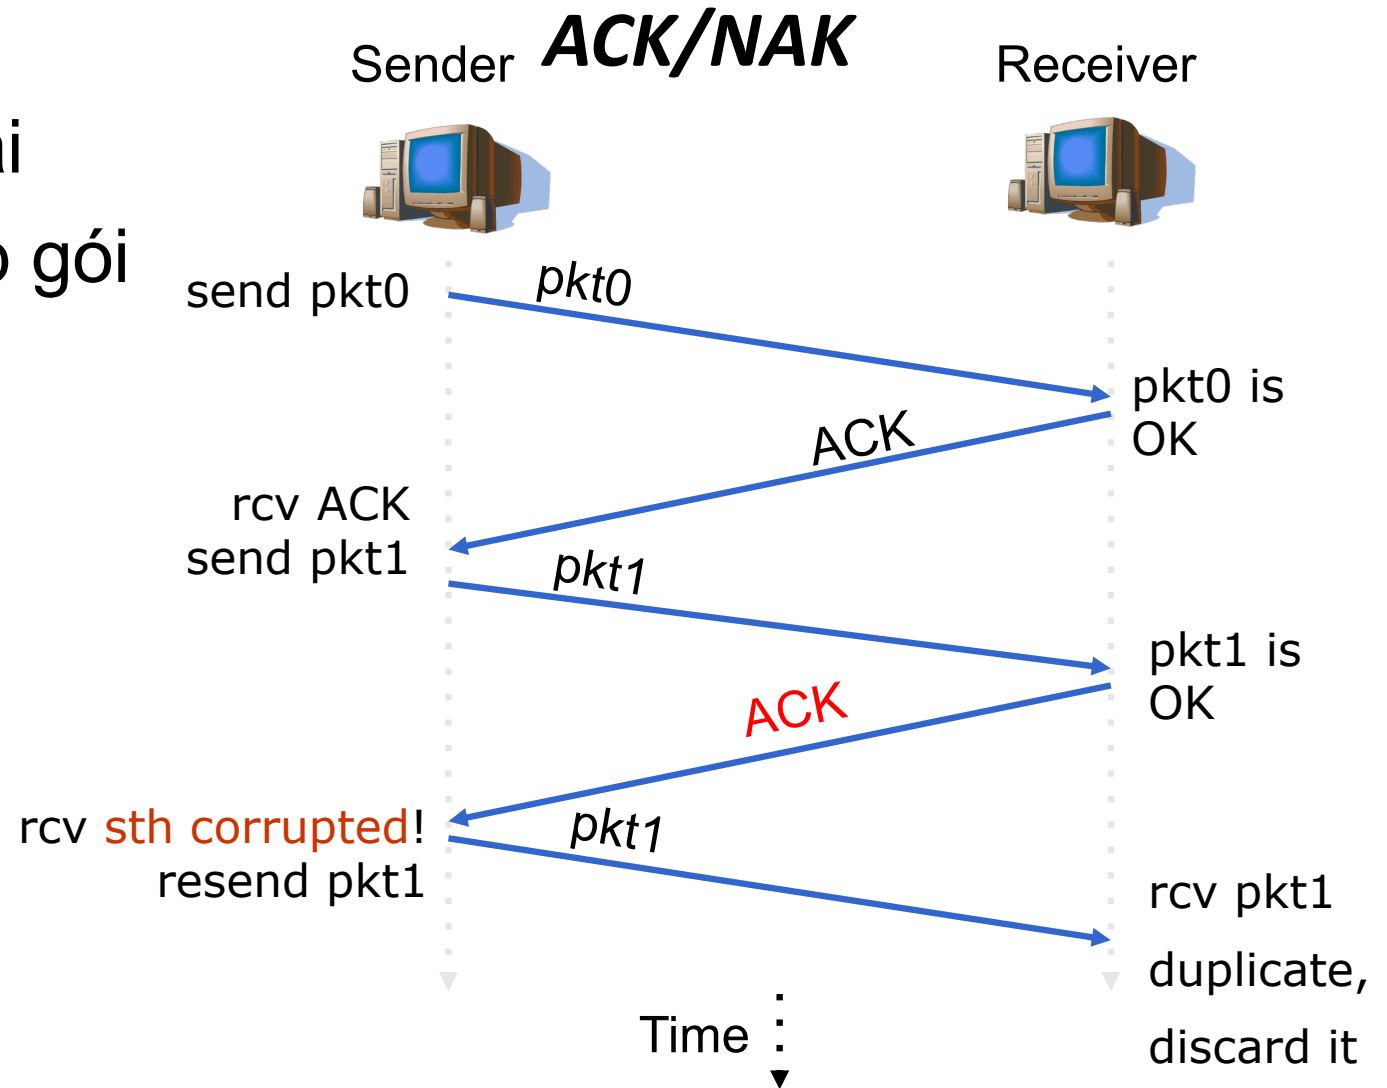 ACK/NAK
Sender
Receiver
gói
send pkt0
pkt0
pkt0 is
OK
ACK
rcv ACK
send pkt1
pkt1
pkt1 is
OK
ACK
rcv sth corrupted!
resend pkt1
pkt1
rcv pkt1
duplicate,
discard it
Time